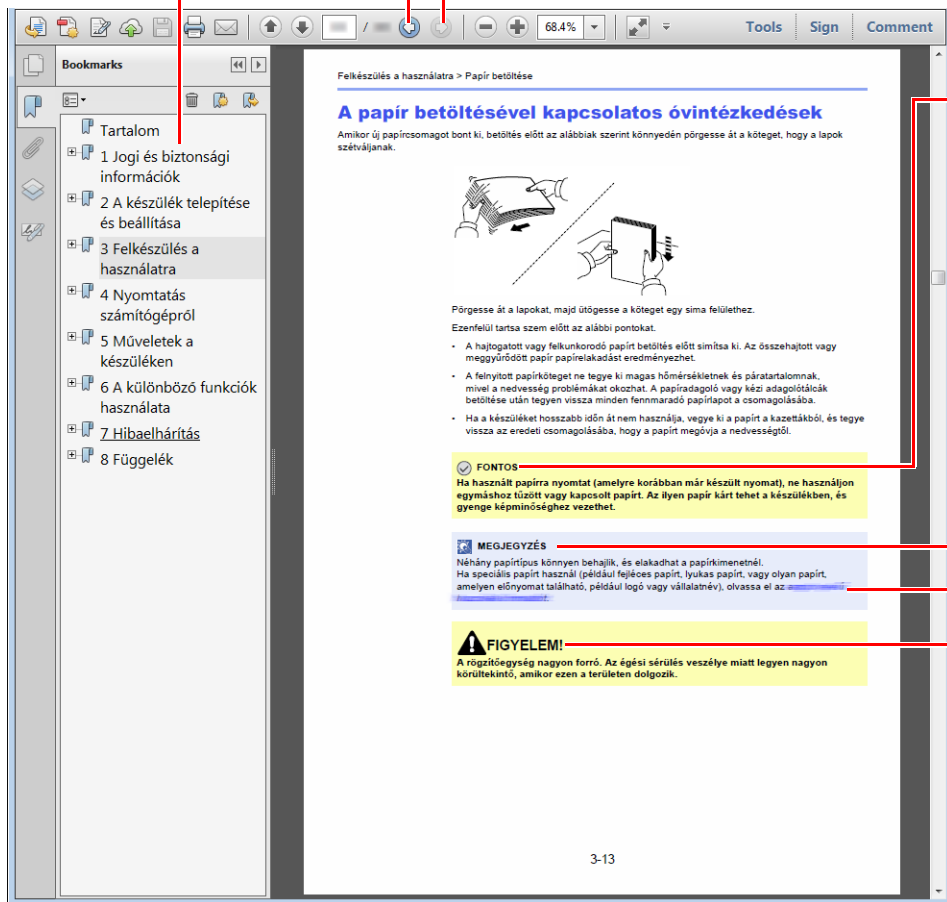 68.4%
Tools
Sign
Comment
Bookmarks
Tartalom
1 Jogi és biztonsági
információk
2 A készülék telepítése
és beállítása
3 Felkészülés a
használatra
4 Nyomtatás
számítógépről
5 Műveletek a
készüléken
6 A különböző funkciók
használata
7 Hibaelhárítás
8 Függelék
Felkészülés a használatra > Papír betöltése
A papír betöltésével kapcsolatos óvintézkedések
Amikor új papírcsomagot bont ki, betöltés előtt az alábbiak szerint könnyedén pörgesse át a köteget, hogy a lapok
szétváljanak.
Pörgesse át a lapokat, majd ütögesse a köteget egy sima felülethez.
Ezenfelül tartsa szem előtt az alábbi pontokat.
• A hajtogatott vagy felkunkorodó papírt betöltés előtt simítsa ki. Az összehajtott vagy
meggyűrődött papír papírelakadást eredményezhet.
• A felnyitott papírköteget ne tegye ki magas hőmérsékletnek és páratartalomnak,
mivel a nedvesség problémákat okozhat. A papíradagoló vagy kézi adagolótálcák
betöltése után tegyen vissza minden fennmaradó papírlapot a csomagolásába.
• Ha a készüléket hosszabb időn át nem használja, vegye ki a papírt a kazettákból, és tegye
vissza az eredeti csomagolásába, hogy a papírt megóvja a nedvességtől.
FONTOS
Ha használt papírra nyomtat (amelyre korábban már készült nyomat), ne használjon
egymáshoz tűzött vagy kapcsolt papírt. Az ilyen papír kárt tehet a készülékben, és
gyenge képminőséghez vezethet.
MEGJEGYZÉS
Néhány papírtípus könnyen behajlik, és elakadhat a papírkimenetnél.
Ha speciális papírt használ (például fejléces papírt, lyukas papírt, vagy olyan papírt,
amelyen előnyomat található, például logó vagy vállalatnév), olvassa el az
FIGYELEM!
A rögzítőegység nagyon forró. Az égési sérülés veszélye miatt legyen nagyon
körültekintő, amikor ezen a területen dolgozik.
3-13